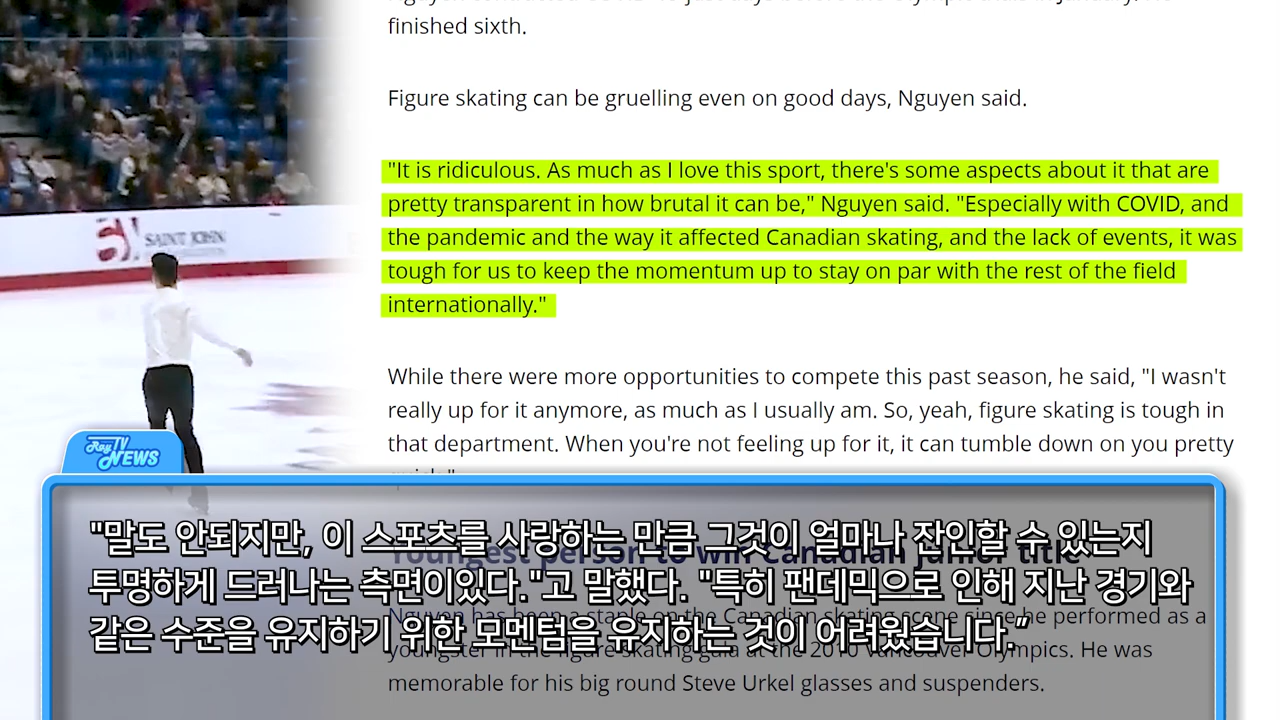 finished sixth.
Figure skating can be gruelling even on good days, Nguyen said.
"It is ridiculous. As much as I love this sport, there's some aspects about it that are
pretty transparent in how brutal it can be," Nguyen said. "Especially with COVID, and
the pandemic and the way it affected Canadian skating, and the lack of events, it was
tough for us to keep the momentum up to stay on par with the rest of the field
internationally."
SAINT JOHN
While there were more opportunities to compete this past season, he said, "I wasn't
really up for it anymore, as much as I usually am. So, yeah, figure skating is tough in
that department. When you're not feeling up for it, it can tumble down on you pretty
Ray TV
NEWS
"말도 안되지만, 이 스포츠를 사랑하는 만큼 그것이 얼마나 잔인할 수 있는지
투명하게 드러나는 측면이있다."고 말했다. "특히 팬데믹으로 인해 지난 경기와
같은 수준을 유지하기 위한 모멘텀을 유지하는 것이 어려웠습니다.”
Youngest person to win Canadian junior title
Nguyen has been a staple on the Canadian skating scene since he performed as a
youngster in the figure skating gala at the 2010 Vancouver Olympics. He was
memorable for his big round Steve Urkel glasses and suspenders.